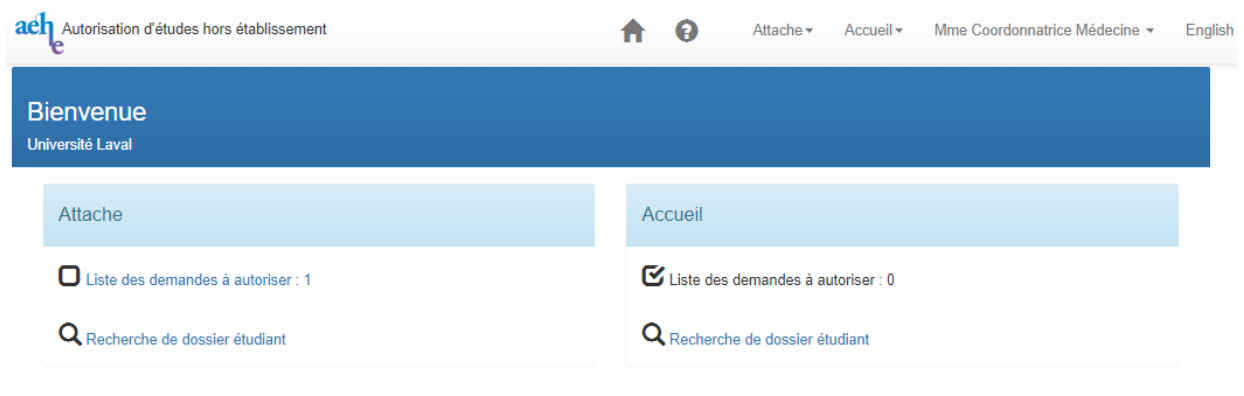 aehe Autorisation d'études hors établissement
Attache Accueil Mme Coordonnatrice Médecine English
Bienvenue
Université Laval
Attache
Liste des demandes à autoriser : 1
Recherche de dossier étudiant
Accueil
Liste des demandes à autoriser : 0
Recherche de dossier étudiant